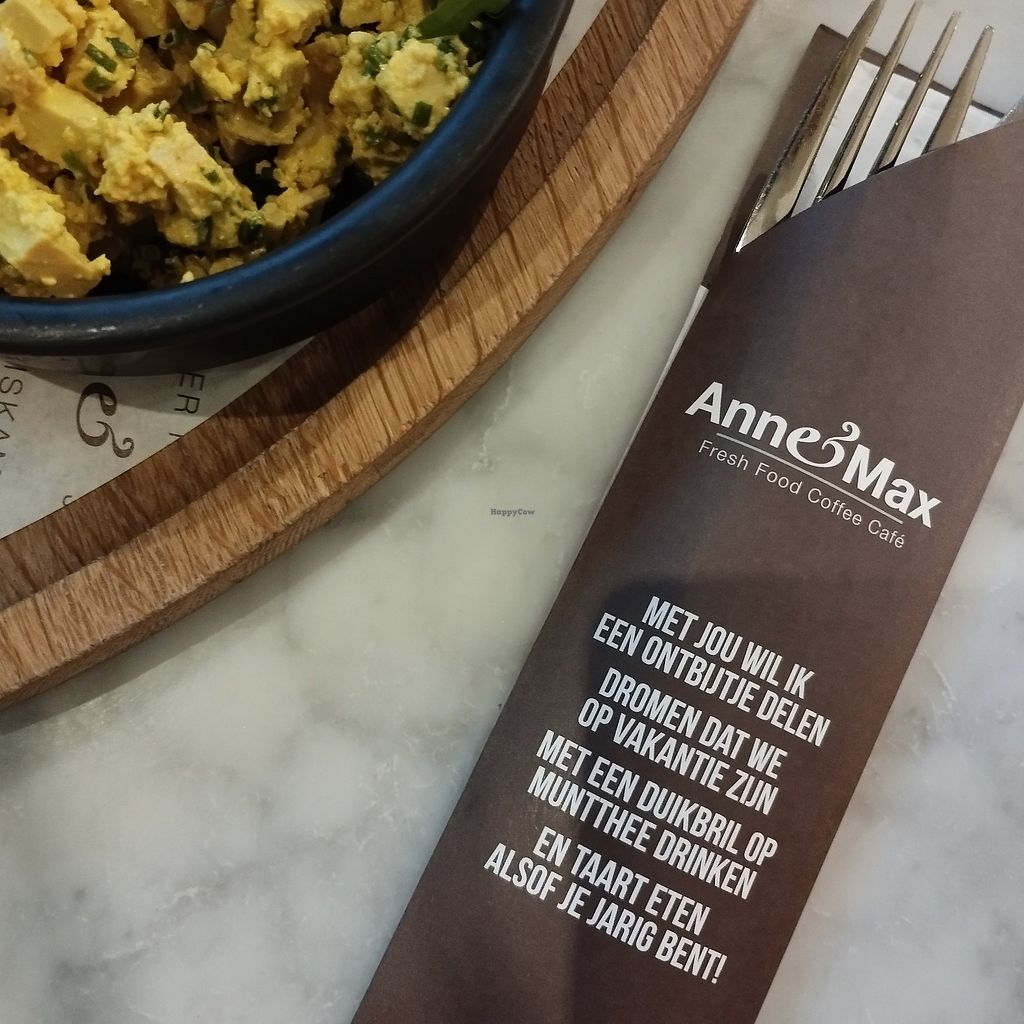 Anne&Max
Fresh Food Coffee Café
MET JOU WIL IK
EEN ONTBIJTJE DELEN
DROMEN DAT WE
OP VAKANTIE ZIJN
MET EEN DUIKBRIL OP
MUNTTHEE DRINKEN
EN TAART ETEN
ALSOF JE JARIG BENT!
&
HappyCow